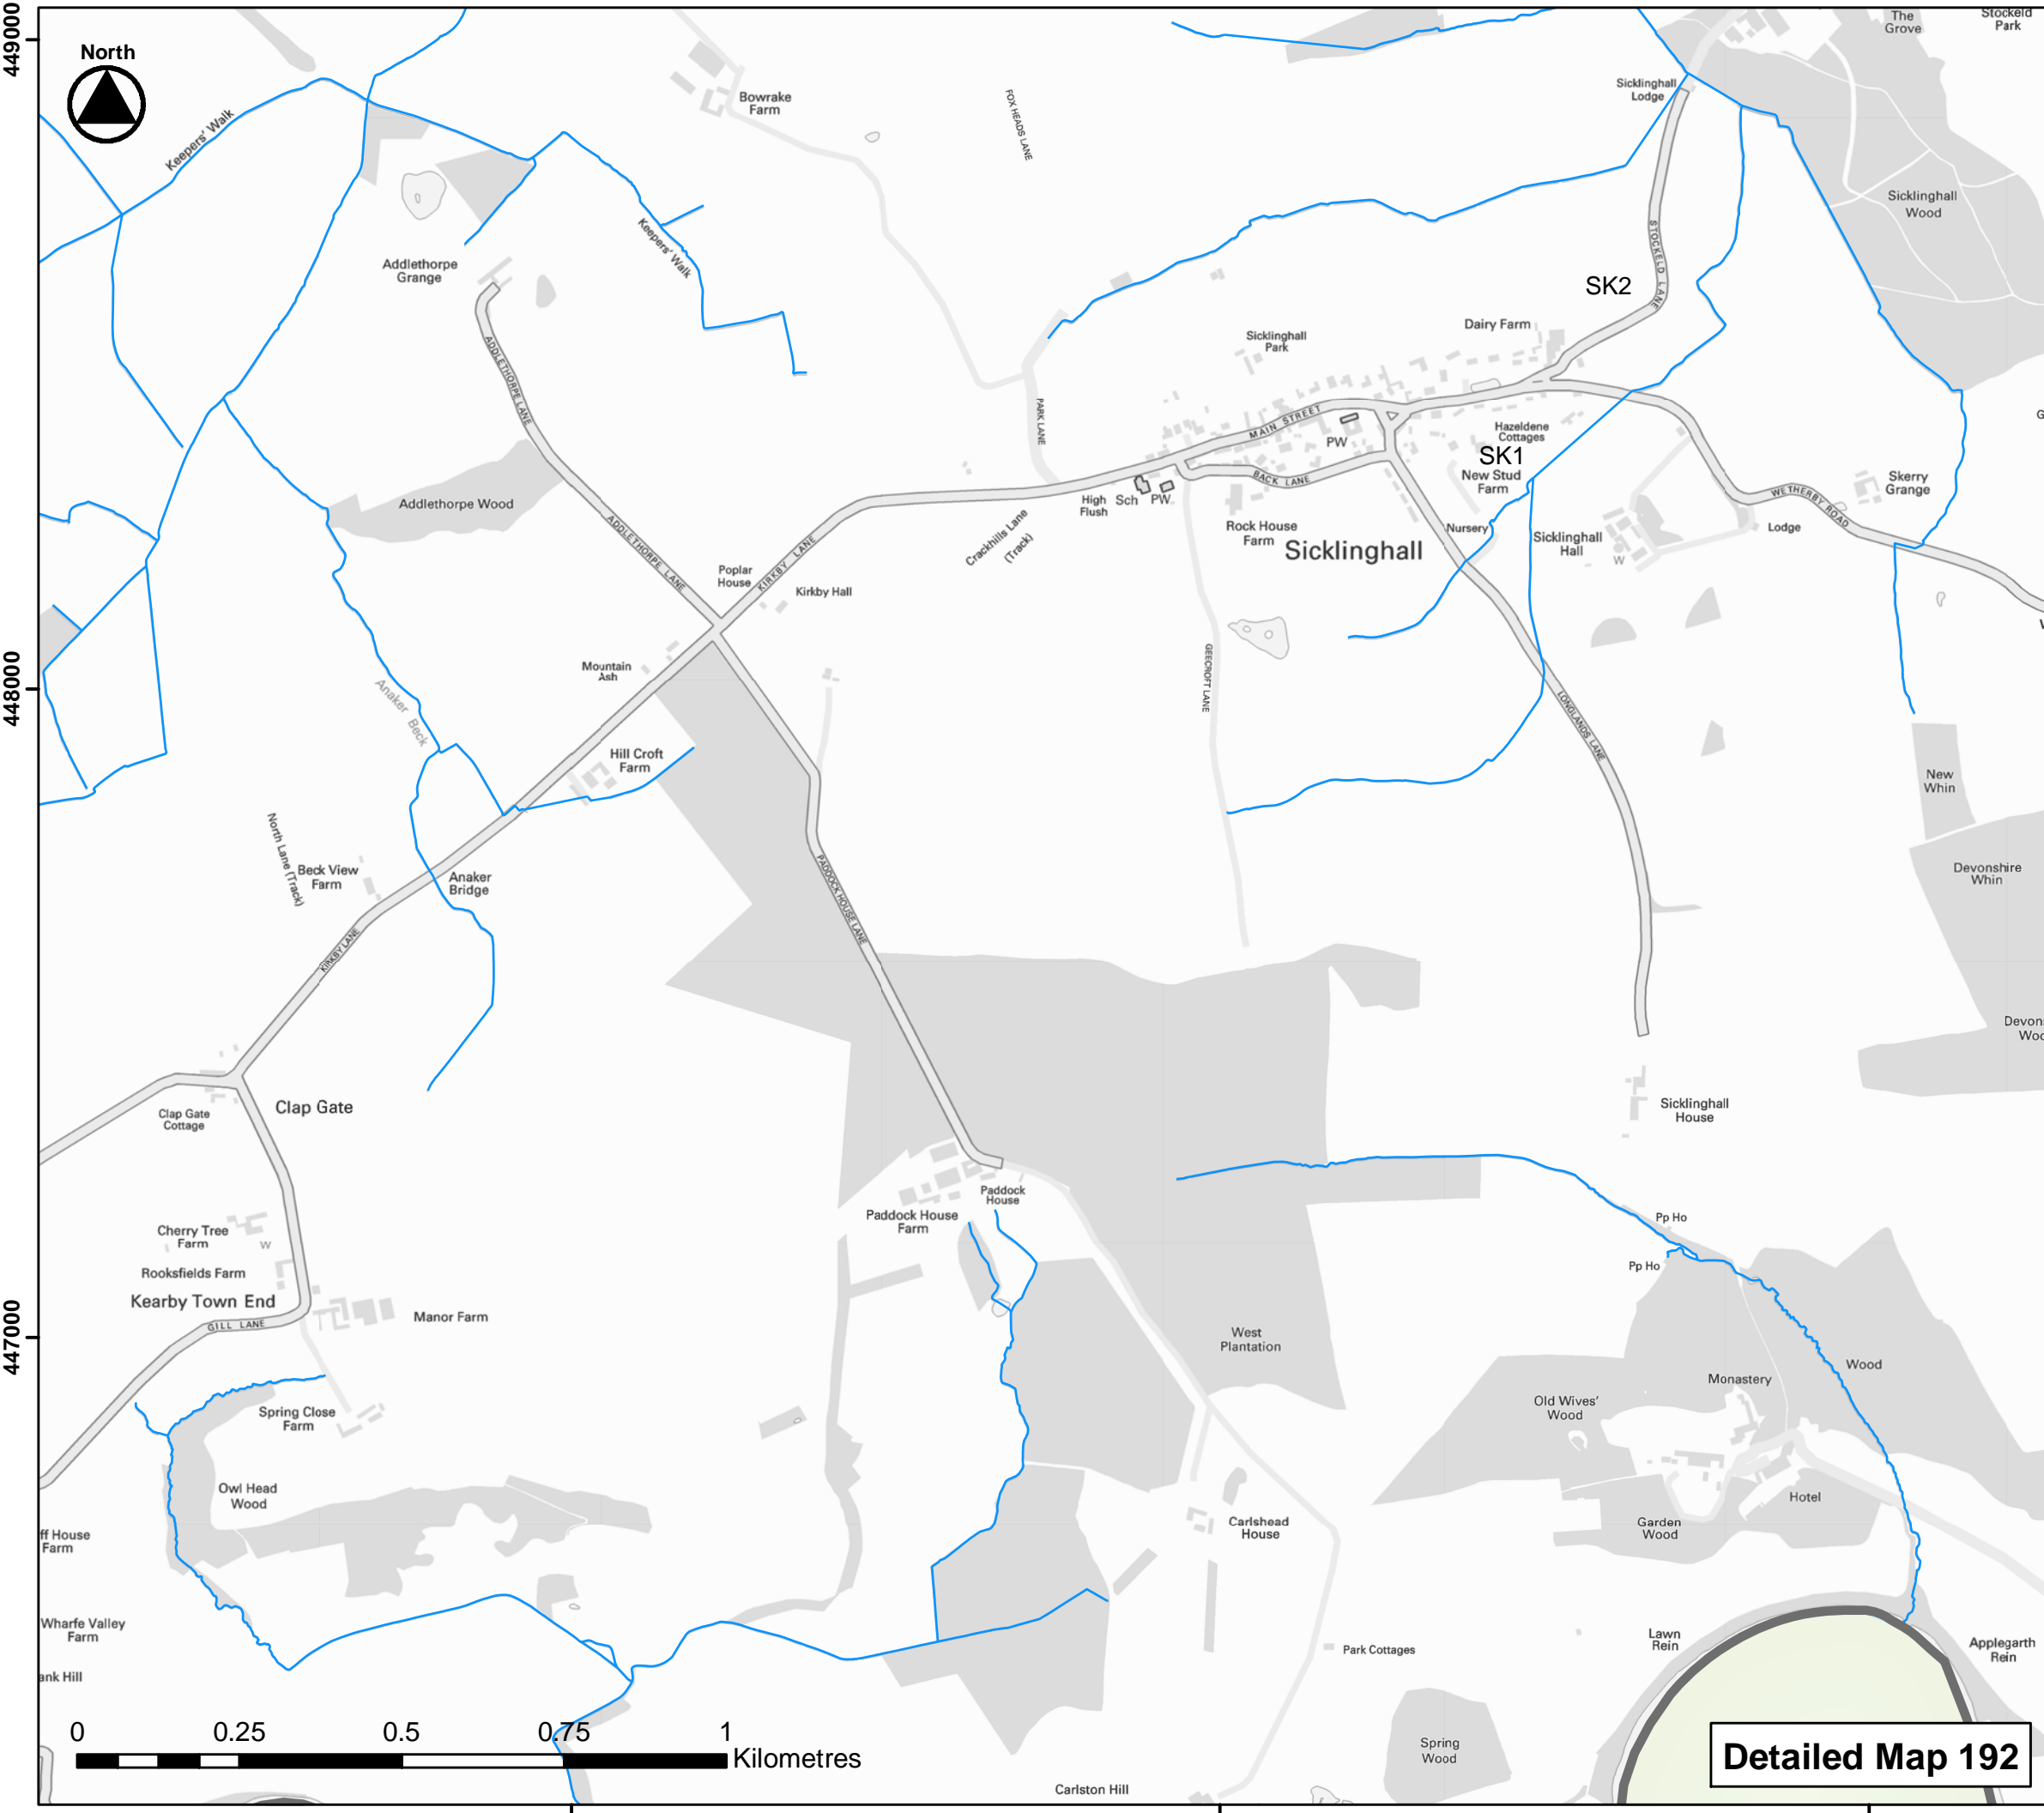 449000
448000
447000
North
Keepers' Walk
Bowrake
Farm
FOX HEADS LANE
The
Grove
Stockeld
Park
Sicklinghall
Lodge
Sicklinghall
Wood
Keepers' Walk
Addlethorpe
Grange
STOCKELD LANE
SK2
ADDLETHORPE LANE
Sicklinghall
Park
Dairy Farm
PARK LANE
MAIN STREET
PW
Hazeldene
Cottages
SK1
New Stud
Farm
BACK LANE
Skerry
Grange
WETHERBY ROAD
Lodge
Addlethorpe Wood
High
Flush
Sch
PW
Rock House
Farm
Nursery
Sicklinghall
Hall
W
Sicklinghall
Crackhills Lane
(Track)
ADDLETHORPE LANE
KIRKBY LANE
Poplar
House
Kirkby Hall
Mountain
Ash
GEECROFT LANE
LONGLANDS LANE
Anaker Beck
Hill Croft
Farm
New
Whin
North Lane (Track)
Beck View
Farm
Anaker
Bridge
PADDOCK HOUSE LANE
Devonshire
Whin
KIRKBY LANE
Clap Gate
Clap Gate
Cottage
Sicklinghall
House
Paddock
House
Paddock House
Farm
Pp Ho
Pp Ho
Cherry Tree
Farm
W
Rooksfields Farm
Kearby Town End
GILL LANE
Manor Farm
West
Plantation
Monastery
Wood
Old Wives'
Wood
Spring Close
Farm
Owl Head
Wood
Hotel
Garden
Wood
Carlshead
House
ff House
Farm
Wharfe Valley
Farm
ank Hill
Lawn
Rein
Applegarth
Rein
Park Cottages
Spring
Wood
Carlston Hill
0 0.25 0.5 0.75 1
Kilometres
Detailed Map 192